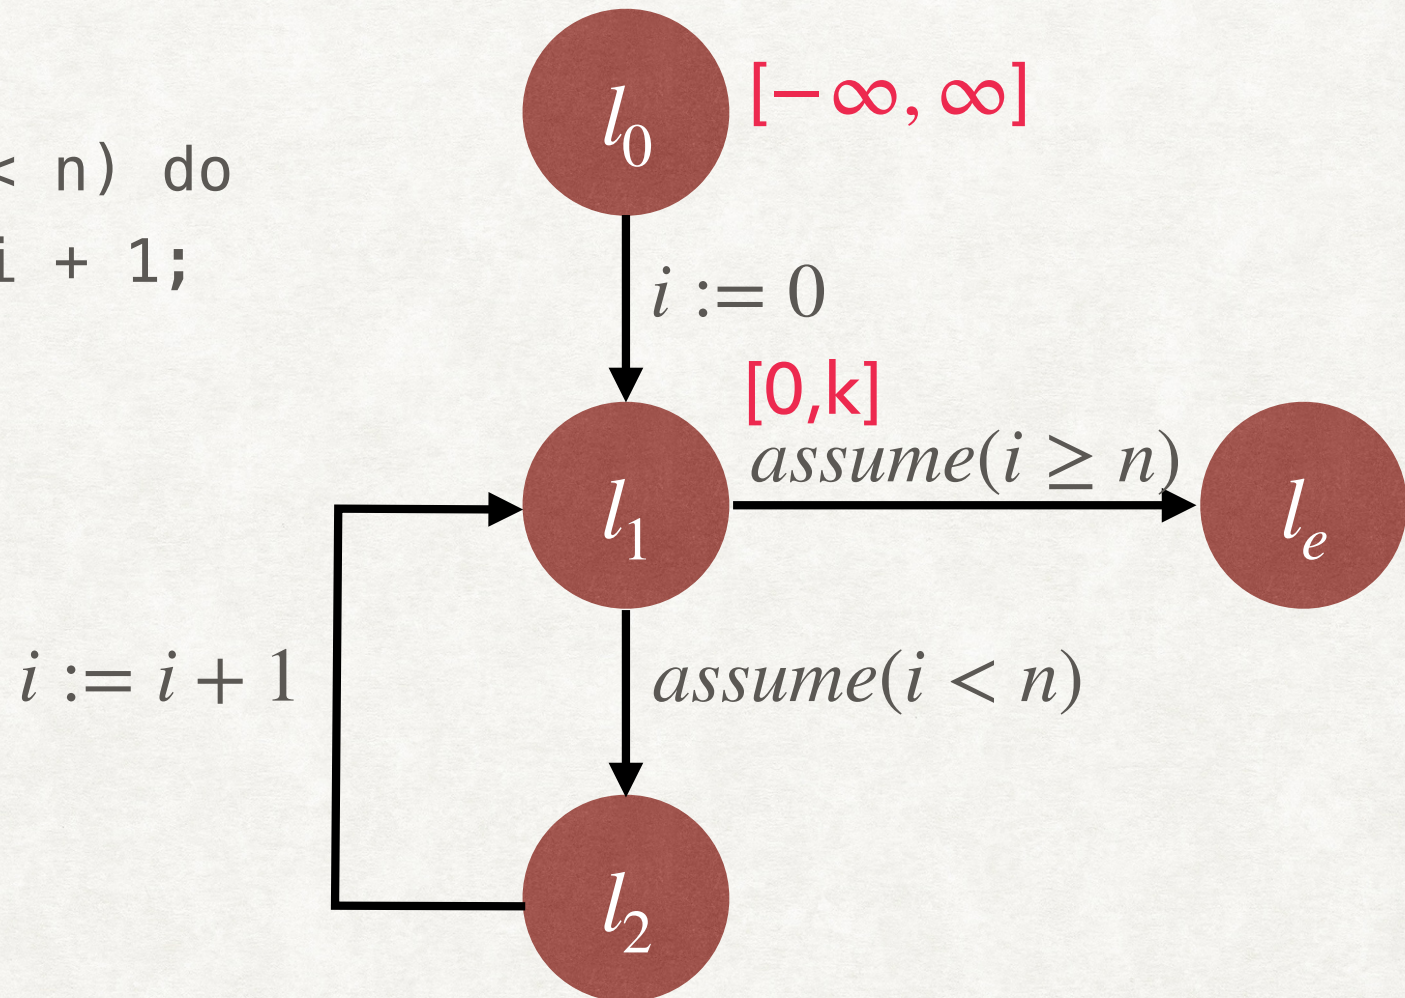 l₀
[−∞, ∞]
< n) do
i + 1;
i := 0
[0,k]
assume(i ≥ n)
l₁
lₑ
i := i + 1
assume(i < n)
l₂